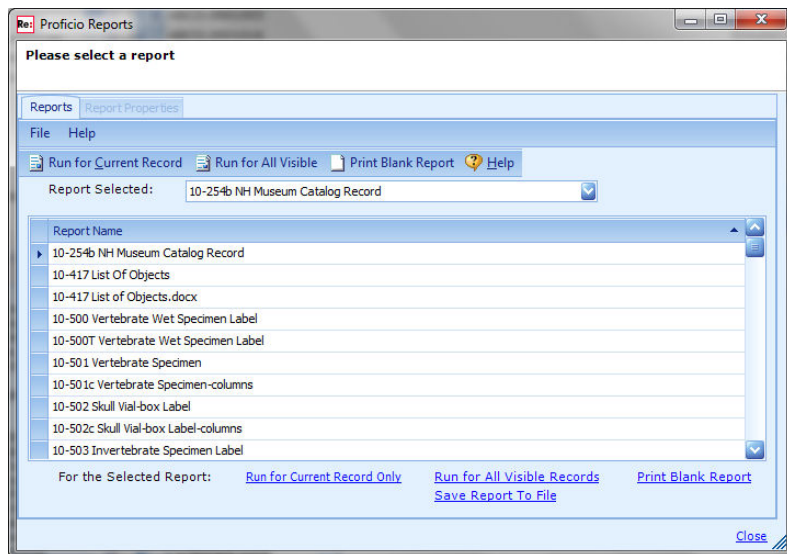 Re: Proficio Reports
Please select a report
Reports Report Properties
File Help
Run for Current Record Run for All Visible Print Blank Report Help
Report Selected: 10-254b NH Museum Catalog Record
Report Name
10-254b NH Museum Catalog Record
10-417 List Of Objects
10-417 List of Objects.docx
10-500 Vertebrate Wet Specimen Label
10-500T Vertebrate Wet Specimen Label
10-501 Vertebrate Specimen
10-501c Vertebrate Specimen-columns
10-502 Skull Vial-box Label
10-502c Skull Vial-box Label-columns
10-503 Invertebrate Specimen Label
For the Selected Report: Run for Current Record Only Run for All Visible Records Print Blank Report
Save Report To File
Close